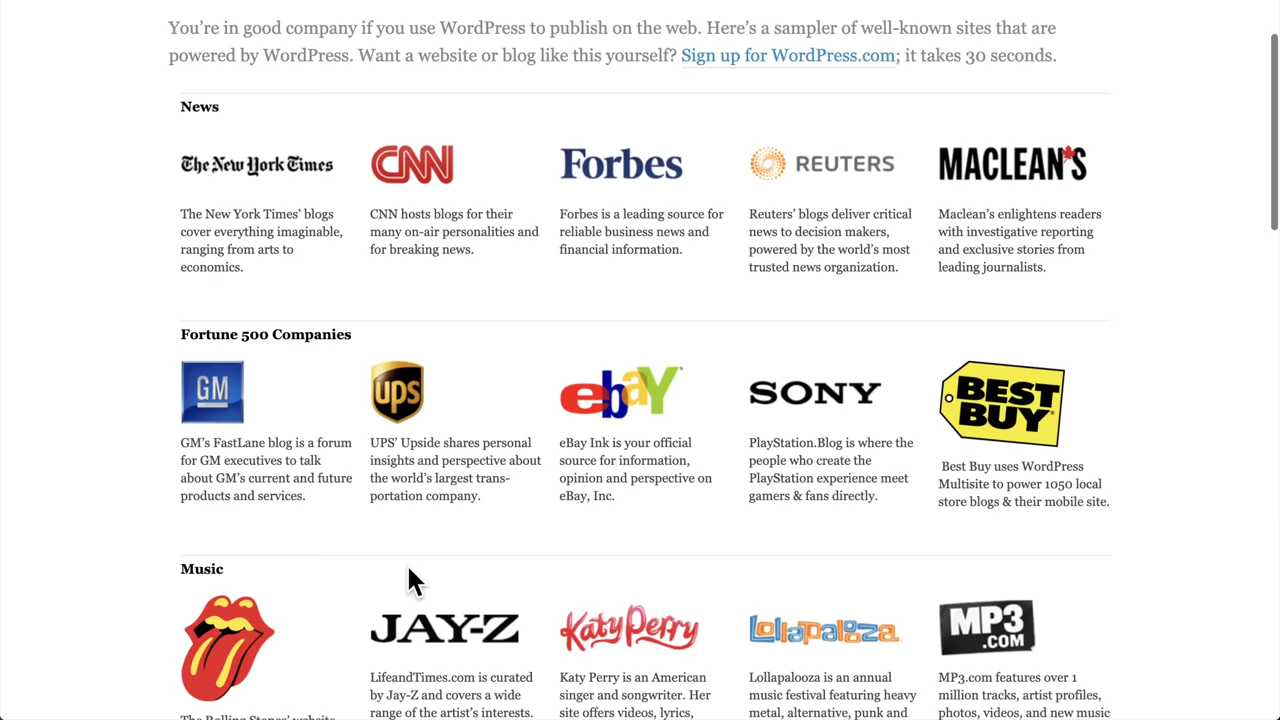 You're in good company if you use WordPress to publish on the web. Here's a sampler of well-known sites that are
powered by WordPress. Want a website or blog like this yourself? Sign up for WordPress.com; it takes 30 seconds.
News
The New York Times
CNN
Forbes
REUTERS
MACLEAN'S
The New York Times' blogs
cover everything imaginable,
ranging from arts to
economics.
CNN hosts blogs for their
many on-air personalities and
for breaking news.
Forbes is a leading source for
reliable business news and
financial information.
Reuters' blogs deliver critical
news to decision makers,
powered by the world's most
trusted news organization.
Maclean's enlightens readers
with investigative reporting
and exclusive stories from
leading journalists.
Fortune 500 Companies
GM
ups
ebaY
SONY
BEST
BUY
GM's FastLane blog is a forum
for GM executives to talk
about GM's current and future
products and services.
UPS' Upside shares personal
insights and perspective about
the world's largest trans-
portation company.
eBay Ink is your official
source for information,
opinion and perspective on
eBay, Inc.
PlayStation.Blog is where the
people who create the
PlayStation experience meet
gamers & fans directly.
Best Buy uses WordPress
Multisite to power 1050 local
store blogs & their mobile site.
Music
JAY-Z
Katy Perry
Lollapalooza
MP3
.COM
The Rolling Stones' website
LifeandTimes.com is curated
by Jay-Z and covers a wide
range of the artist's interests.
Katy Perry is an American
singer and songwriter. Her
site offers videos, lyrics,
Lollapalooza is an annual
music festival featuring heavy
metal, alternative, punk and
MP3.com features over 1
million tracks, artist profiles,
photos, videos, and new music